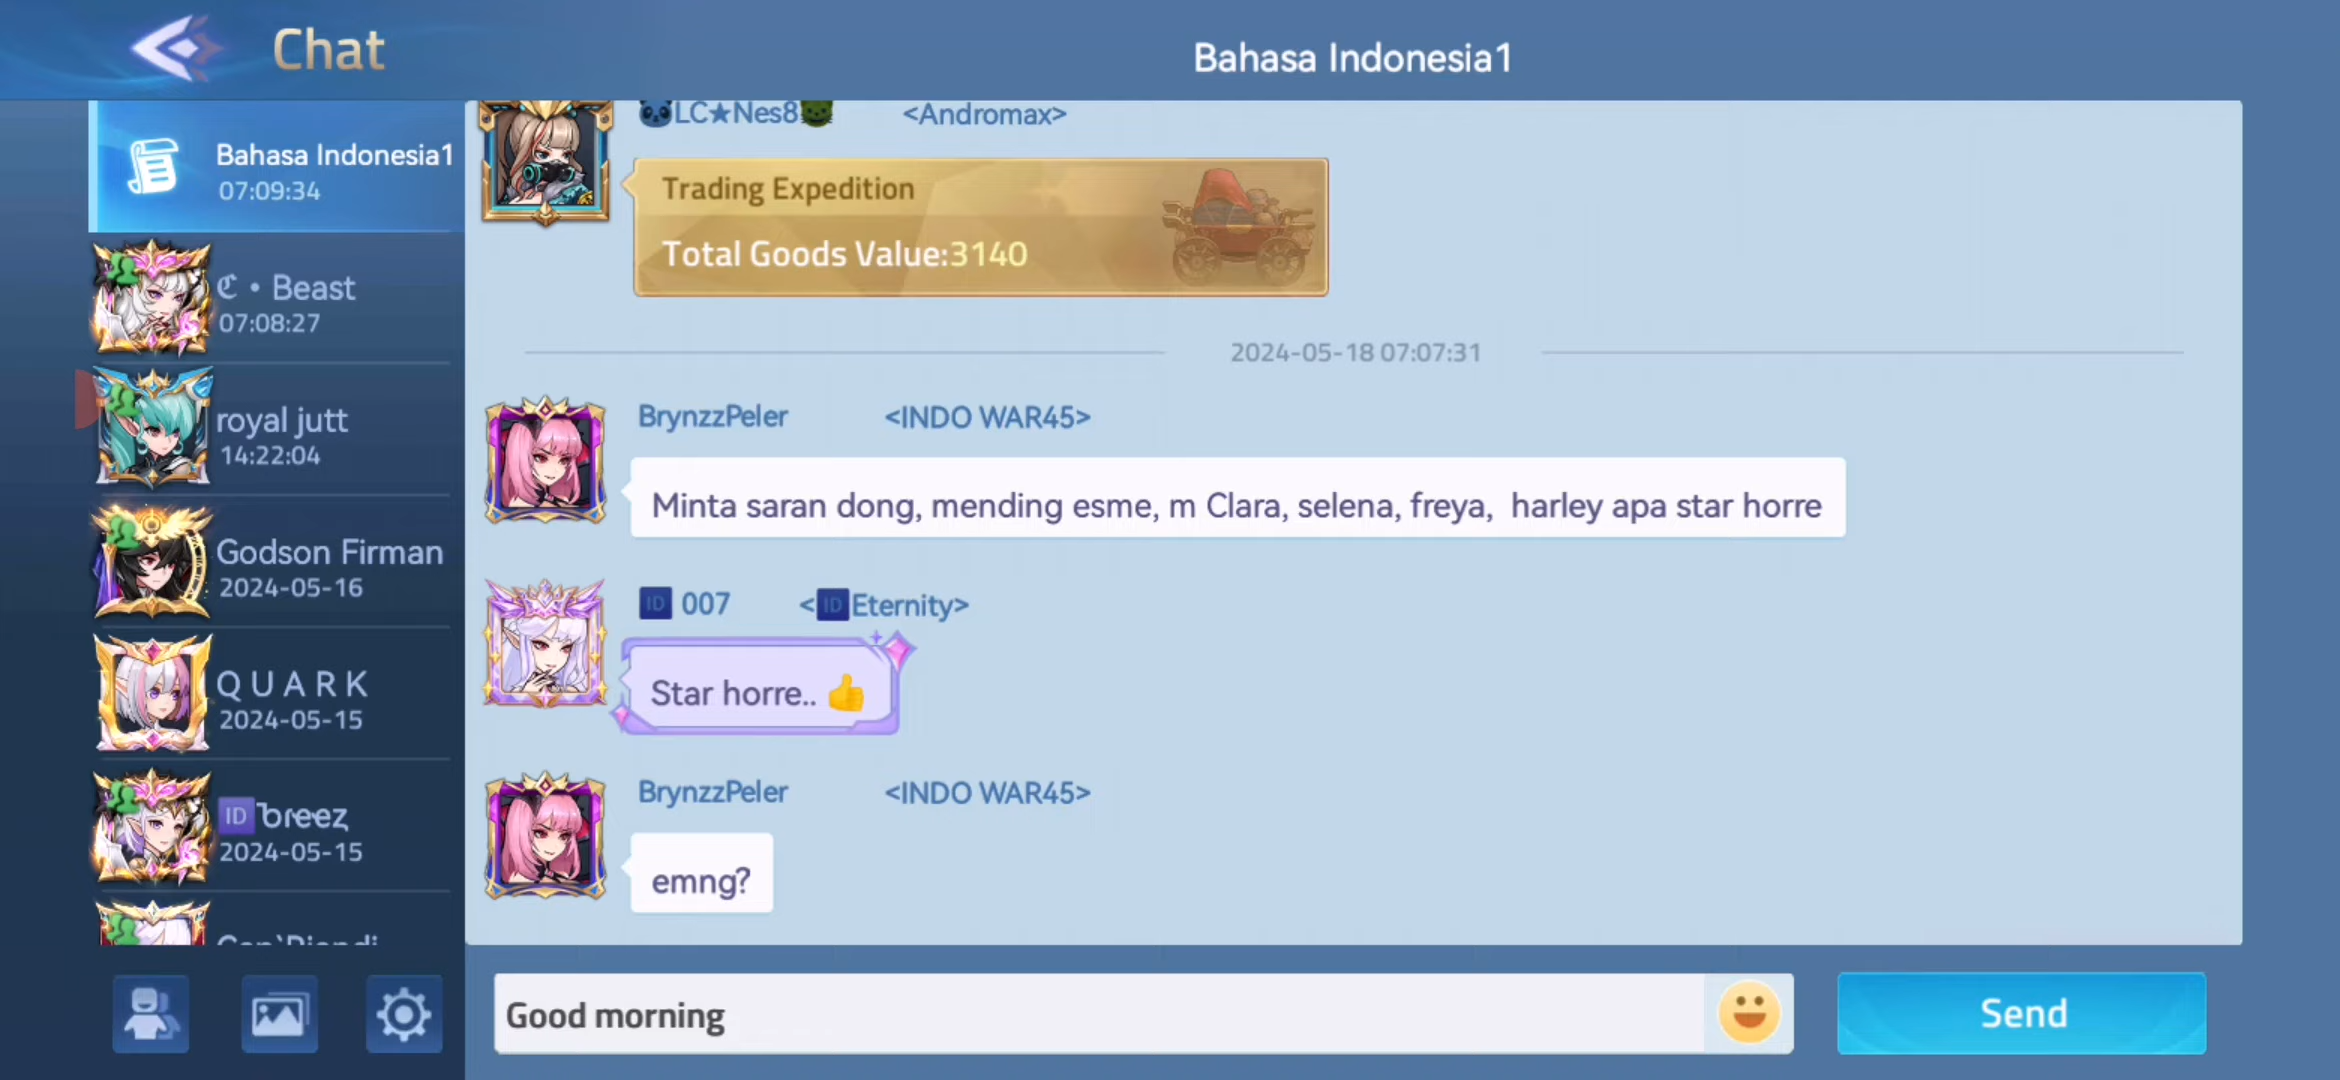 Chat
Bahasa Indonesia1
Bahasa Indonesia1
07:09:34
ℭ • Beast
07:08:27
royal jutt
14:22:04
Godson Firman
2024-05-16
Q U A R K
2024-05-15
ID breez
2024-05-15
🐼LC★Nes8 <Andromax>
Trading Expedition
Total Goods Value:3140
2024-05-18 07:07:31
BrynzzPeler <INDO WAR45>
Minta saran dong, mending esme, m Clara, selena, freya,  harley apa star horre
ID 007 <ID Eternity>
Star horre.. 👍
BrynzzPeler <INDO WAR45>
emng?
Good morning
Send